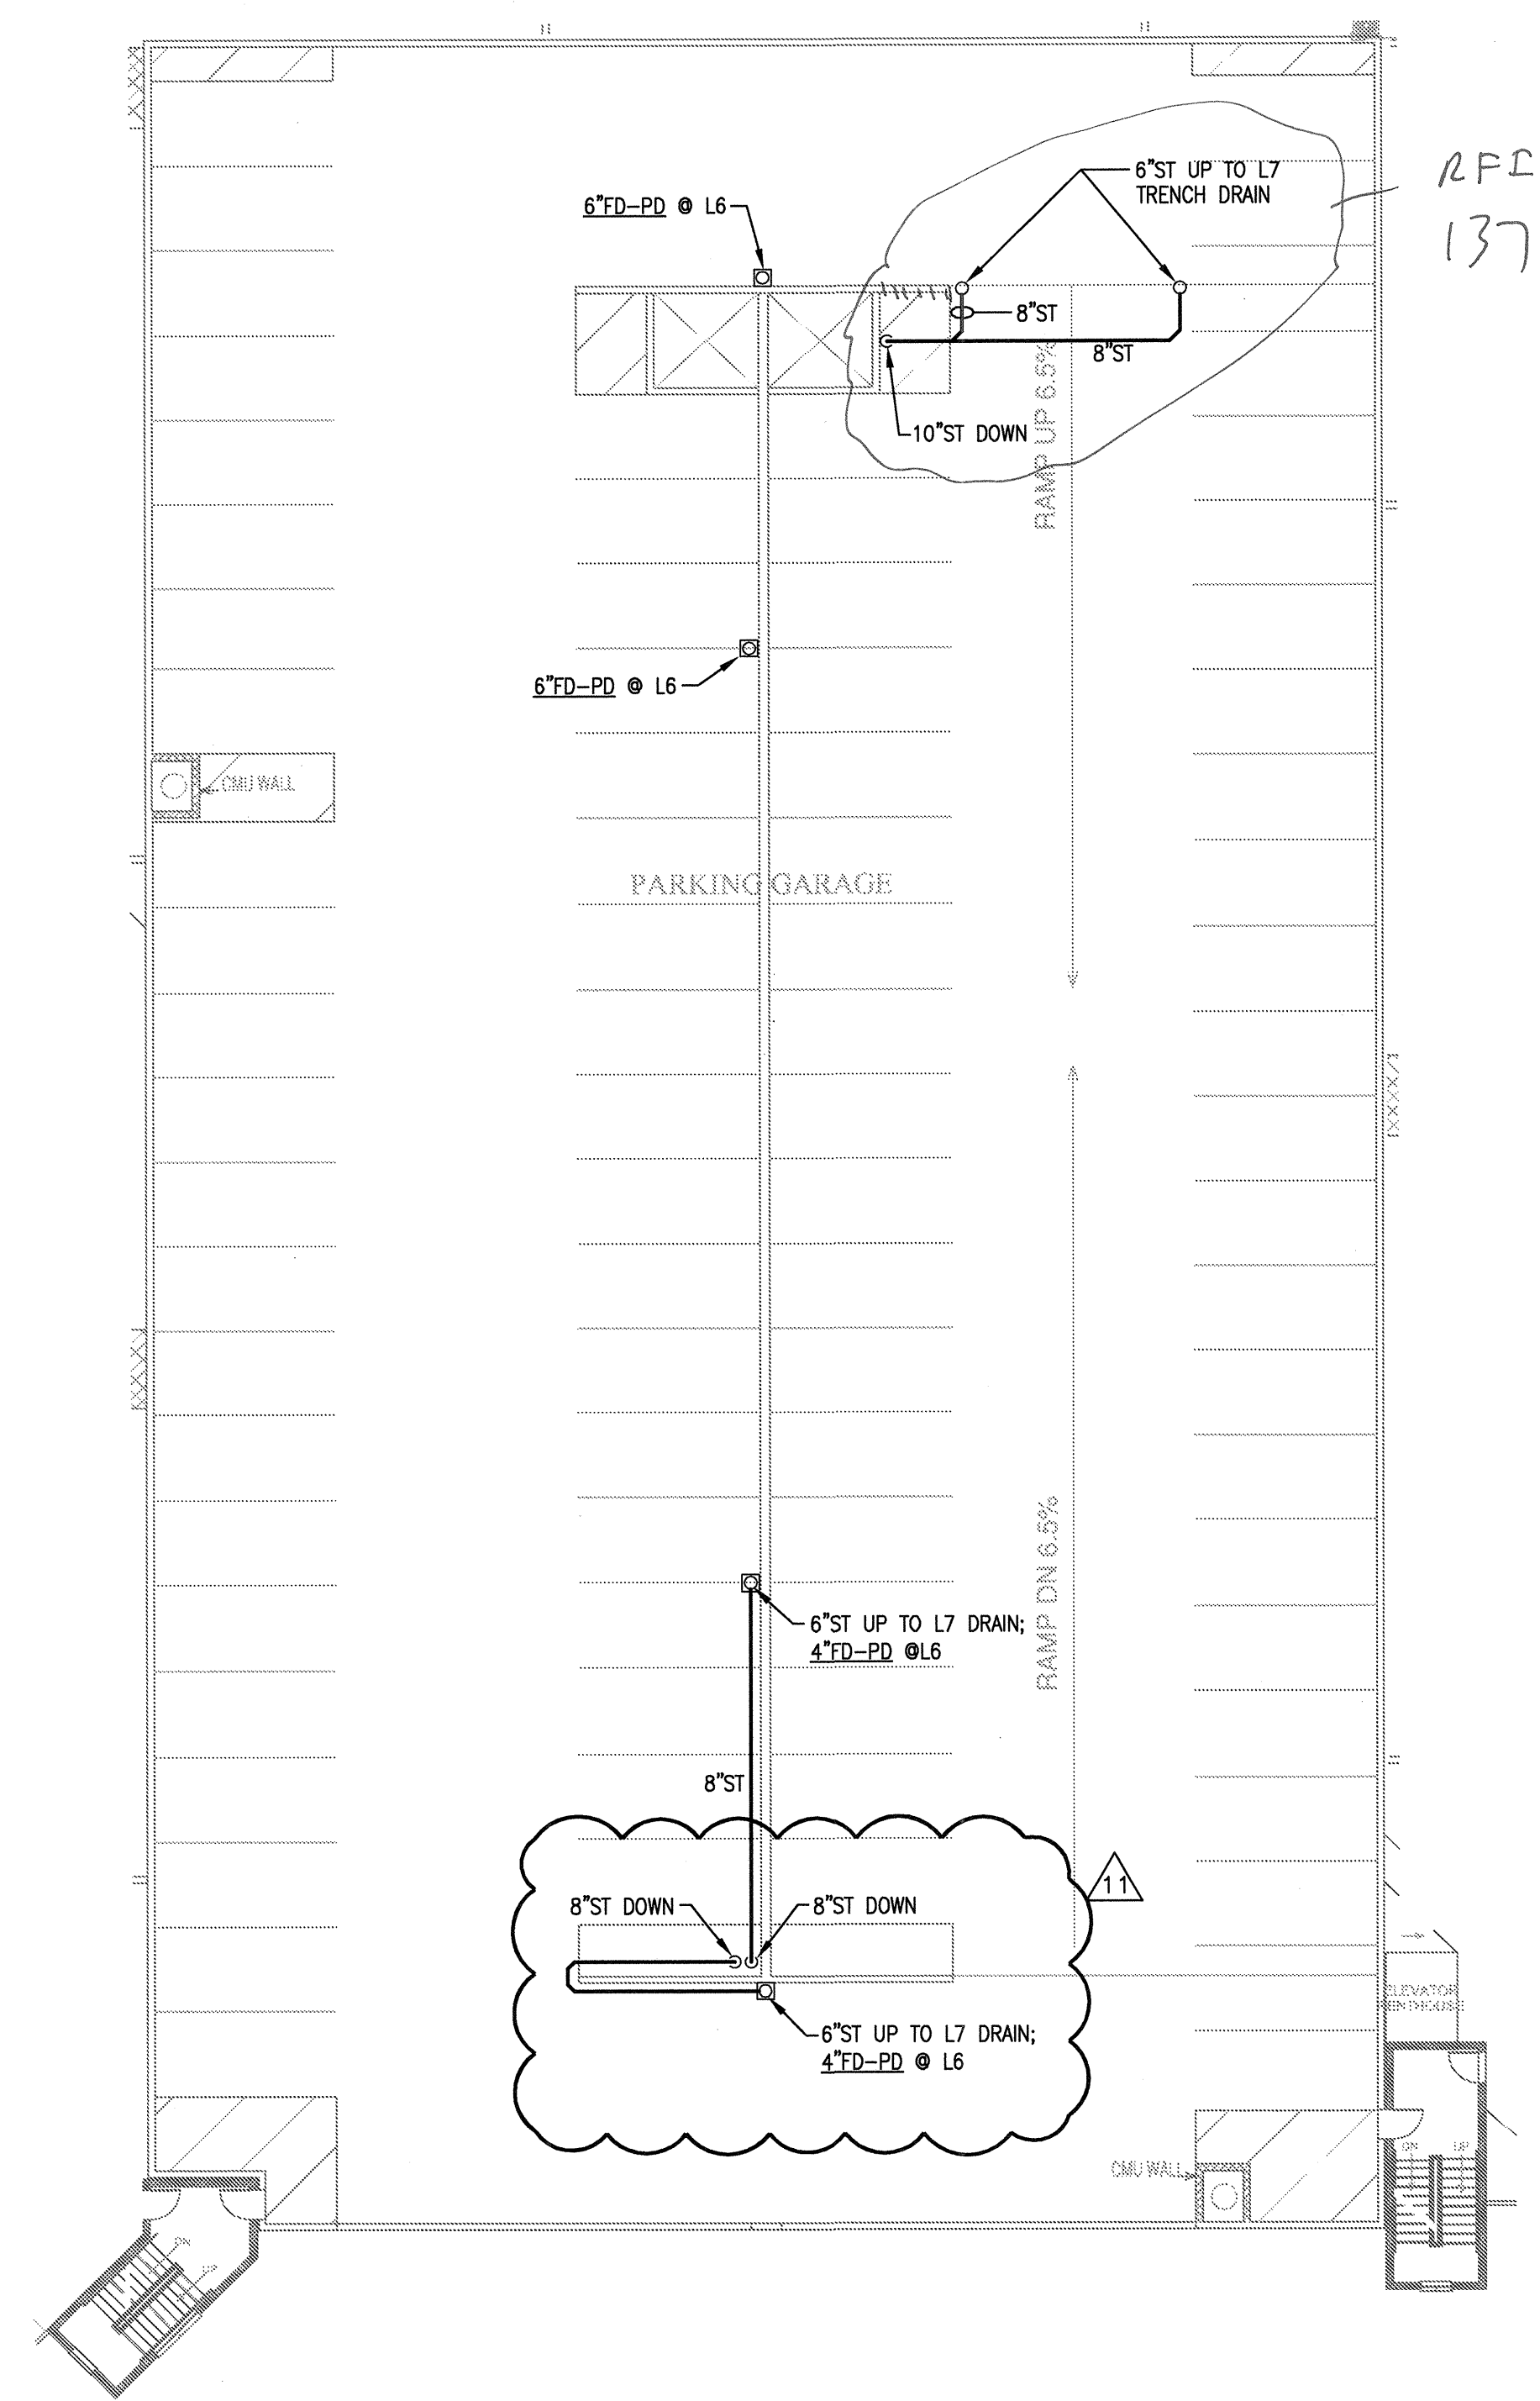 RFI
137
6"ST UP TO L7
TRENCH DRAIN
6"FD-PD @ L6
8"ST
8"ST
10"ST DOWN
RAMP UP 6.5%
6"FD-PD @ L6
CMU WALL
PARKING GARAGE
RAMP DN 6.5%
6"ST UP TO L7 DRAIN;
4"FD-PD @L6
8"ST
11
8"ST DOWN
8"ST DOWN
ELEVATOR
6"ST UP TO L7 DRAIN;
4"FD-PD @ L6
CMU WALL
DN
UP
DN
UP